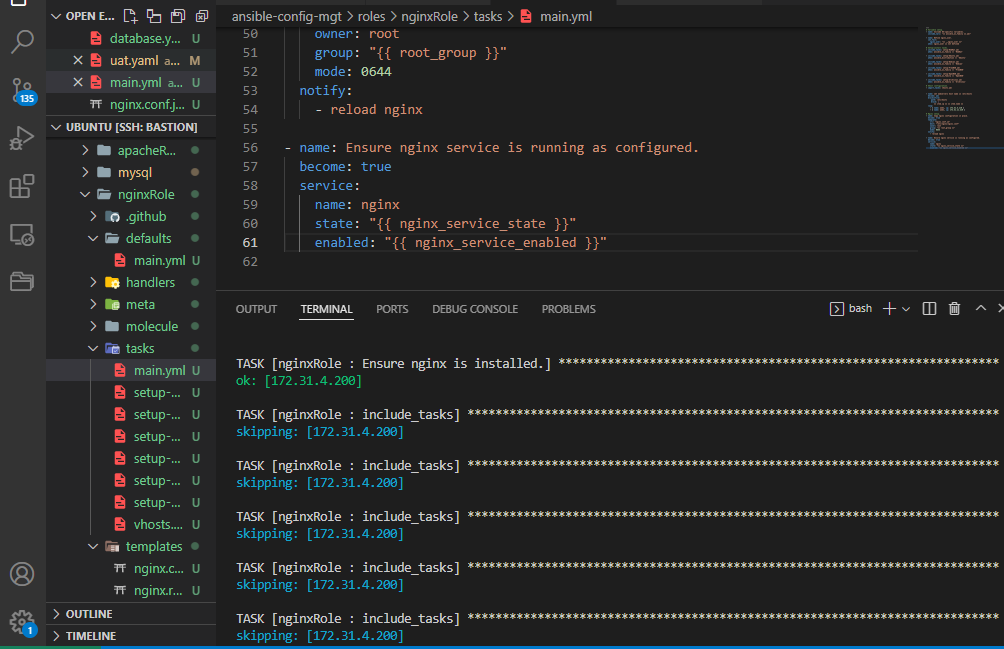 OPEN E...
database.y... U
uat.yaml a... M
main.yml a... U
nginx.conf.j... U
UBUNTU [SSH: BASTION]
apacheR...
mysql
nginxRole
.github
defaults
main.yml U
handlers
meta
molecule
tasks
main.yml U
setup-... U
setup-... U
setup-... U
setup-... U
setup-... U
setup-... U
vhosts.... U
templates
nginx.c... U
nginx.r... U
OUTLINE
TIMELINE
135
1
ansible-config-mgt > roles > nginxRole > tasks > main.yml
50 owner: root
51 group: "{{ root_group }}"
52 mode: 0644
53 notify:
54 - reload nginx
55
56 - name: Ensure nginx service is running as configured.
57 become: true
58 service:
59 name: nginx
60 state: "{{ nginx_service_state }}"
61 enabled: "{{ nginx_service_enabled }}"
62
OUTPUT TERMINAL PORTS DEBUG CONSOLE PROBLEMS bash
TASK [nginxRole : Ensure nginx is installed.] *********************************************************
ok: [172.31.4.200]
TASK [nginxRole : include_tasks] *********************************************************************
skipping: [172.31.4.200]
TASK [nginxRole : include_tasks] *********************************************************************
skipping: [172.31.4.200]
TASK [nginxRole : include_tasks] *********************************************************************
skipping: [172.31.4.200]
TASK [nginxRole : include_tasks] *********************************************************************
skipping: [172.31.4.200]
TASK [nginxRole : include_tasks] *********************************************************************
skipping: [172.31.4.200]